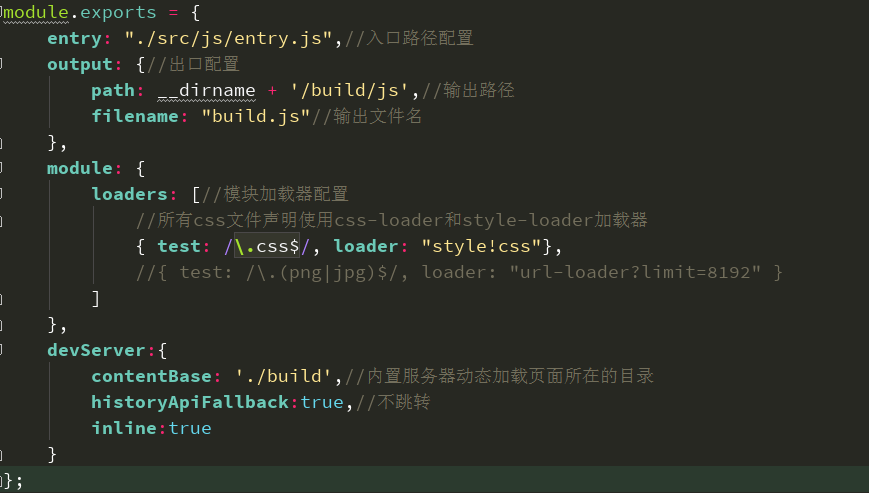 module.exports = {
    entry: "./src/js/entry.js",//入口路径配置
    output: {//出口配置
        path: __dirname + '/build/js',//输出路径
        filename: "build.js"//输出文件名
    },
    module: {
        loaders: [//模块加载器配置
            //所有css文件声明使用css-loader和style-loader加载器
            { test: /\.css$/, loader: "style!css"},
            //{ test: /\.(png|jpg)$/, loader: "url-loader?limit=8192" }
        ]
    },
    devServer:{
        contentBase: './build',//内置服务器动态加载页面所在的目录
        historyApiFallback:true,//不跳转
        inline:true
    }
};